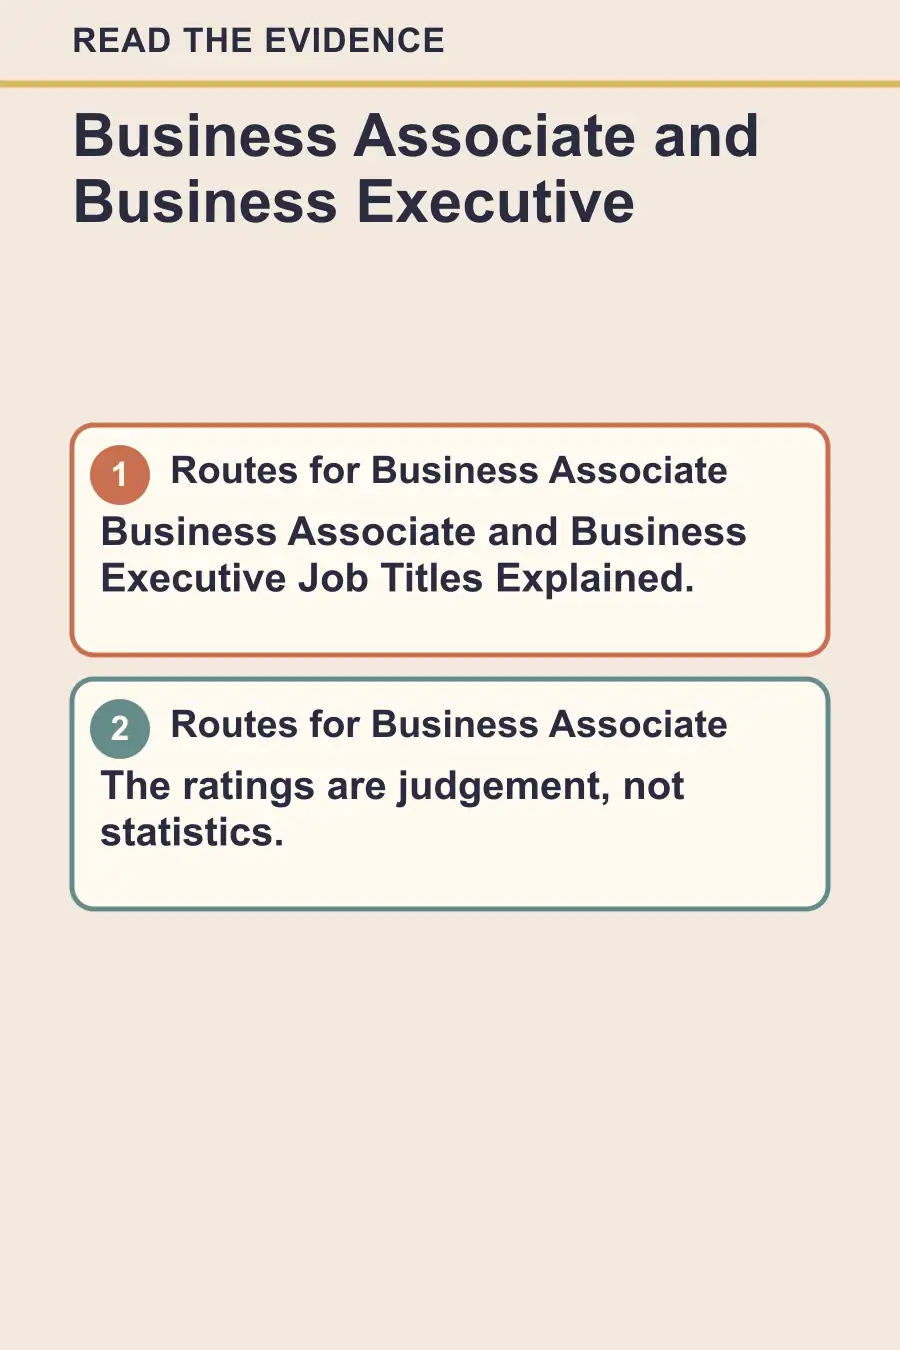 READ THE EVIDENCE
Business Associate and
Business Executive
1 Routes for Business Associate
Business Associate and Business
Executive Job Titles Explained.
2 Routes for Business Associate
The ratings are judgement, not
statistics.